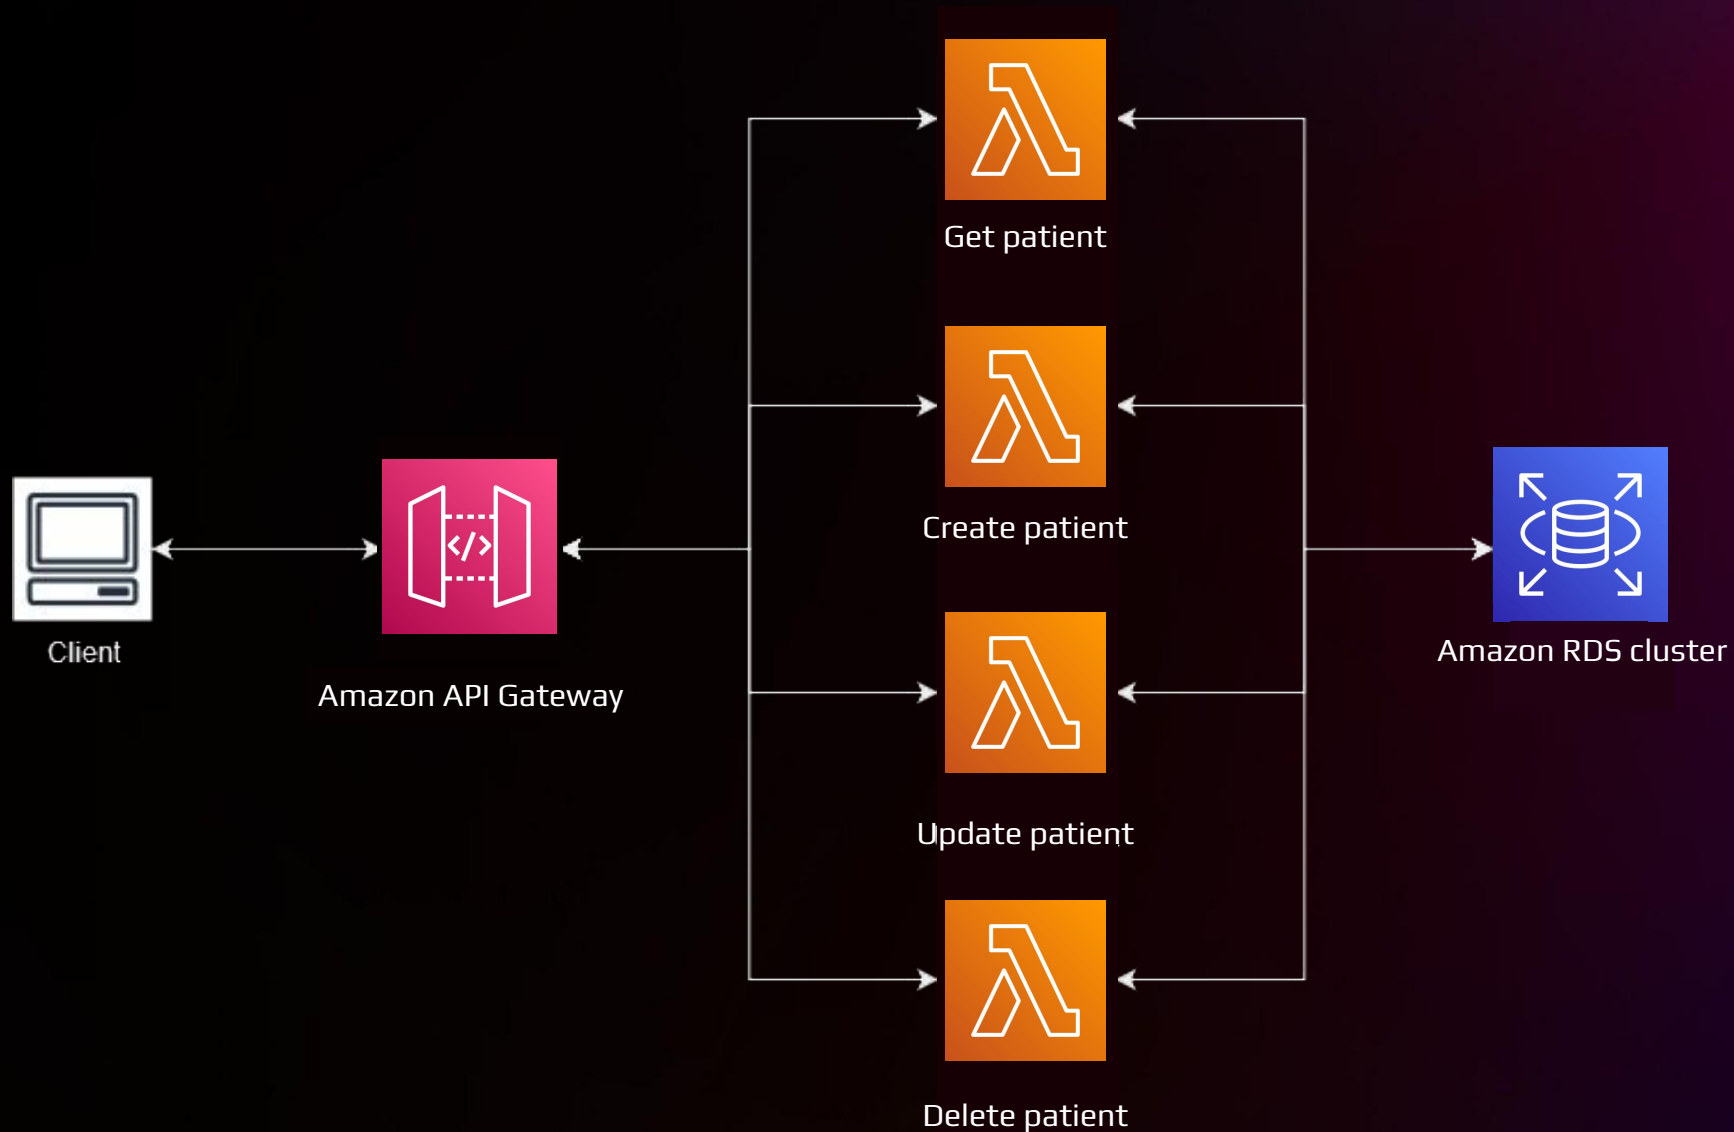 Get patient
Create patient
Client
Amazon API Gateway
</>
Amazon RDS cluster
Update patient
Delete patient